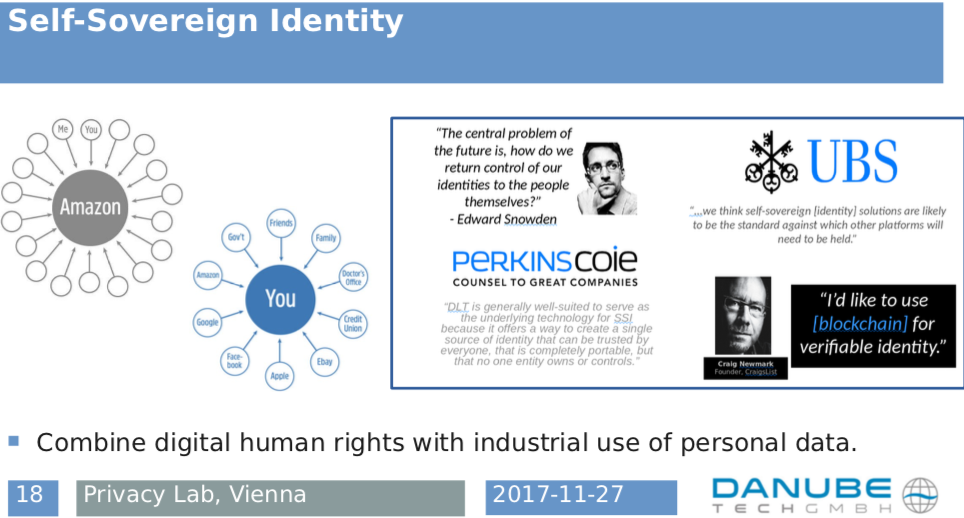 Self-Sovereign Identity
Me
You
Amazon
Friends
Gov't
Family
Amazon
Doctor's
Office
You
Google
Credit
Union
Face-
book
Ebay
Apple
“The central problem of
the future is, how do we
return control of our
identities to the people
themselves?”
- Edward Snowden
PERKINSCOIE
COUNSEL TO GREAT COMPANIES
“DLT is generally well-suited to serve as
the underlying technology for SSI
because it offers a way to create a single
source of identity that can be trusted by
everyone, that is completely portable, but
that no one entity owns or controls.”
UBS
“...we think self-sovereign [identity] solutions are likely
to be the standard against which other platforms will
need to be held.”
Craig Newmark
Founder, CraigsList
“I’d like to use
[blockchain] for
verifiable identity.”
Combine digital human rights with industrial use of personal data.
18
Privacy Lab, Vienna
2017-11-27
DANUBE
TECHGMBH